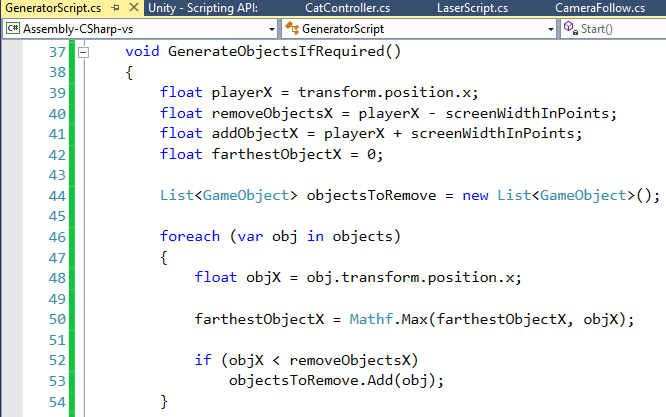 GeneratorScript.cs Unity - Scripting API: CatController.cs LaserScript.cs CameraFollow.cs
C# Assembly-CSharp-vs GeneratorScript Start()
37 void GenerateObjectsIfRequired()
38 {
39 float playerX = transform.position.x;
40 float removeObjectsX = playerX - screenWidthInPoints;
41 float addObjectX = playerX + screenWidthInPoints;
42 float farthestObjectX = 0;
43
44 List<GameObject> objectsToRemove = new List<GameObject>();
45
46 foreach (var obj in objects)
47 {
48 float objX = obj.transform.position.x;
49
50 farthestObjectX = Mathf.Max(farthestObjectX, objX);
51
52 if (objX < removeObjectsX)
53 objectsToRemove.Add(obj);
54 }